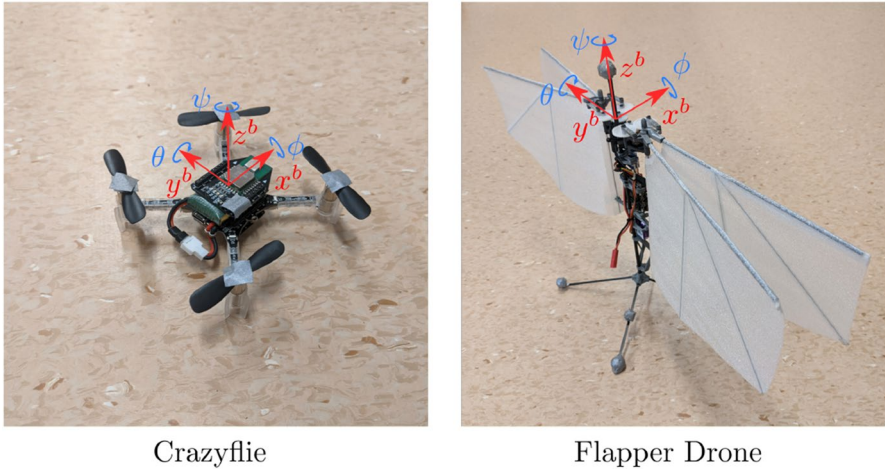 ψ
z^b
θ
ϕ
y^b
x^b
ψ
z^b
ϕ
θ
y^b
x^b
Crazyflie
Flapper Drone